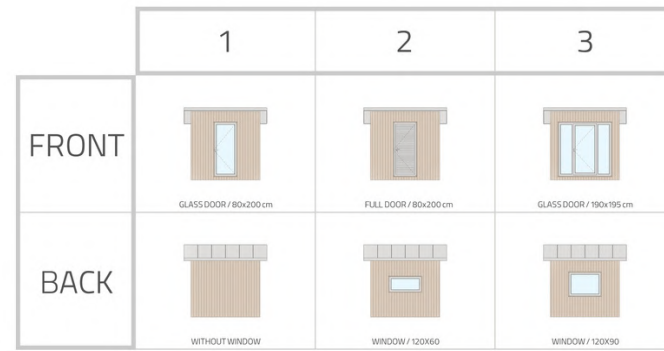 1 2 3
FRONT
GLASS DOOR / 80x200 cm FULL DOOR / 80x200 cm GLASS DOOR / 190x195 cm
BACK
WITHOUT WINDOW WINDOW / 120X60 WINDOW / 120X90